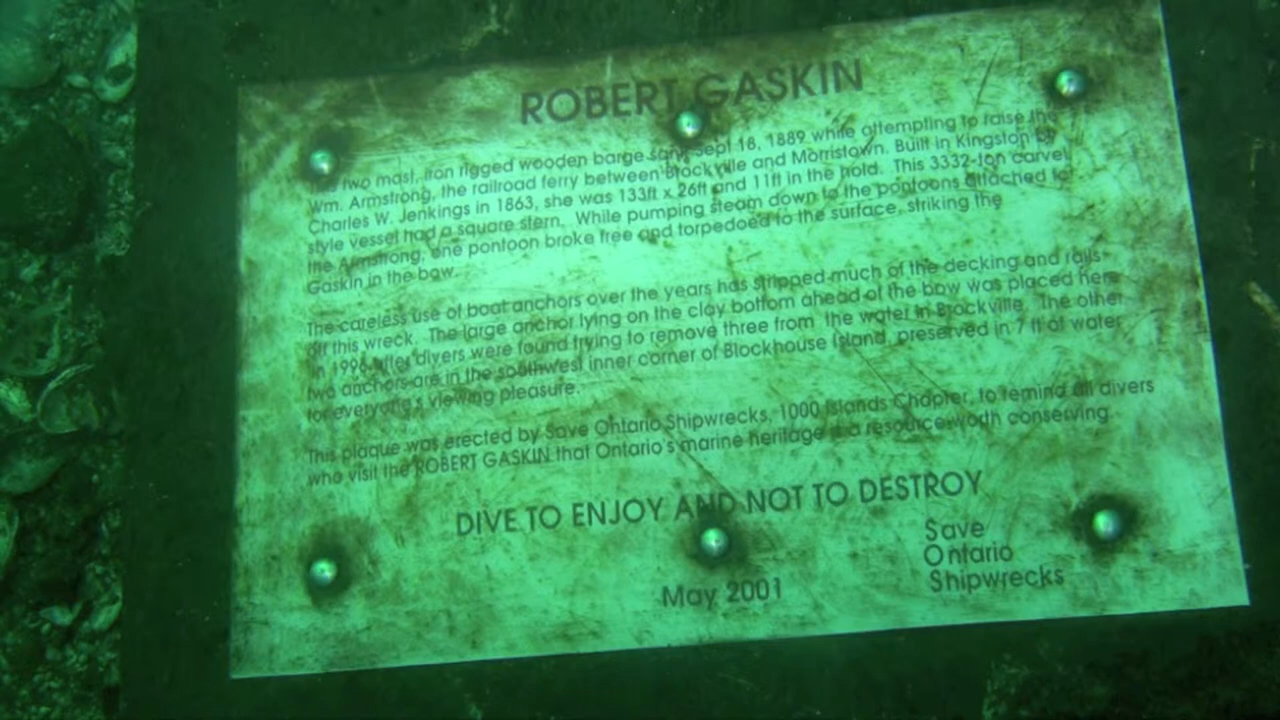 ROBERT GASKIN
two mast, iron rigged wooden barge sank Sept 18, 1889 while attempting to raise the
Wm. Armstrong, the railroad ferry between Brockville and Morristown. Built in Kingston by
Charles W. Jenkings in 1863, she was 133ft x 26ft and 11ft in the hold. This 3332-ton carvel
style vessel had a square stern. While pumping steam down to the pontoons attached to
the Armstrong, one pontoon broke free and torpedoed to the surface, striking the
Gaskin in the bow.
The careless use of boat anchors over the years has stripped much of the decking and rails
off this wreck. The large anchor lying on the clay bottom ahead of the bow was placed here
in 1996 after divers were found trying to remove three from the water in Brockville. The other
two anchors are in the southwest inner corner of Blockhouse Island, preserved in 7 ft of water
for everyone's viewing pleasure.
This plaque was erected by Save Ontario Shipwrecks, 1000 Islands Chapter, to remind all divers
who visit the ROBERT GASKIN that Ontario's marine heritage is a resource worth conserving.
DIVE TO ENJOY AND NOT TO DESTROY
Save
Ontario
Shipwrecks
May 2001